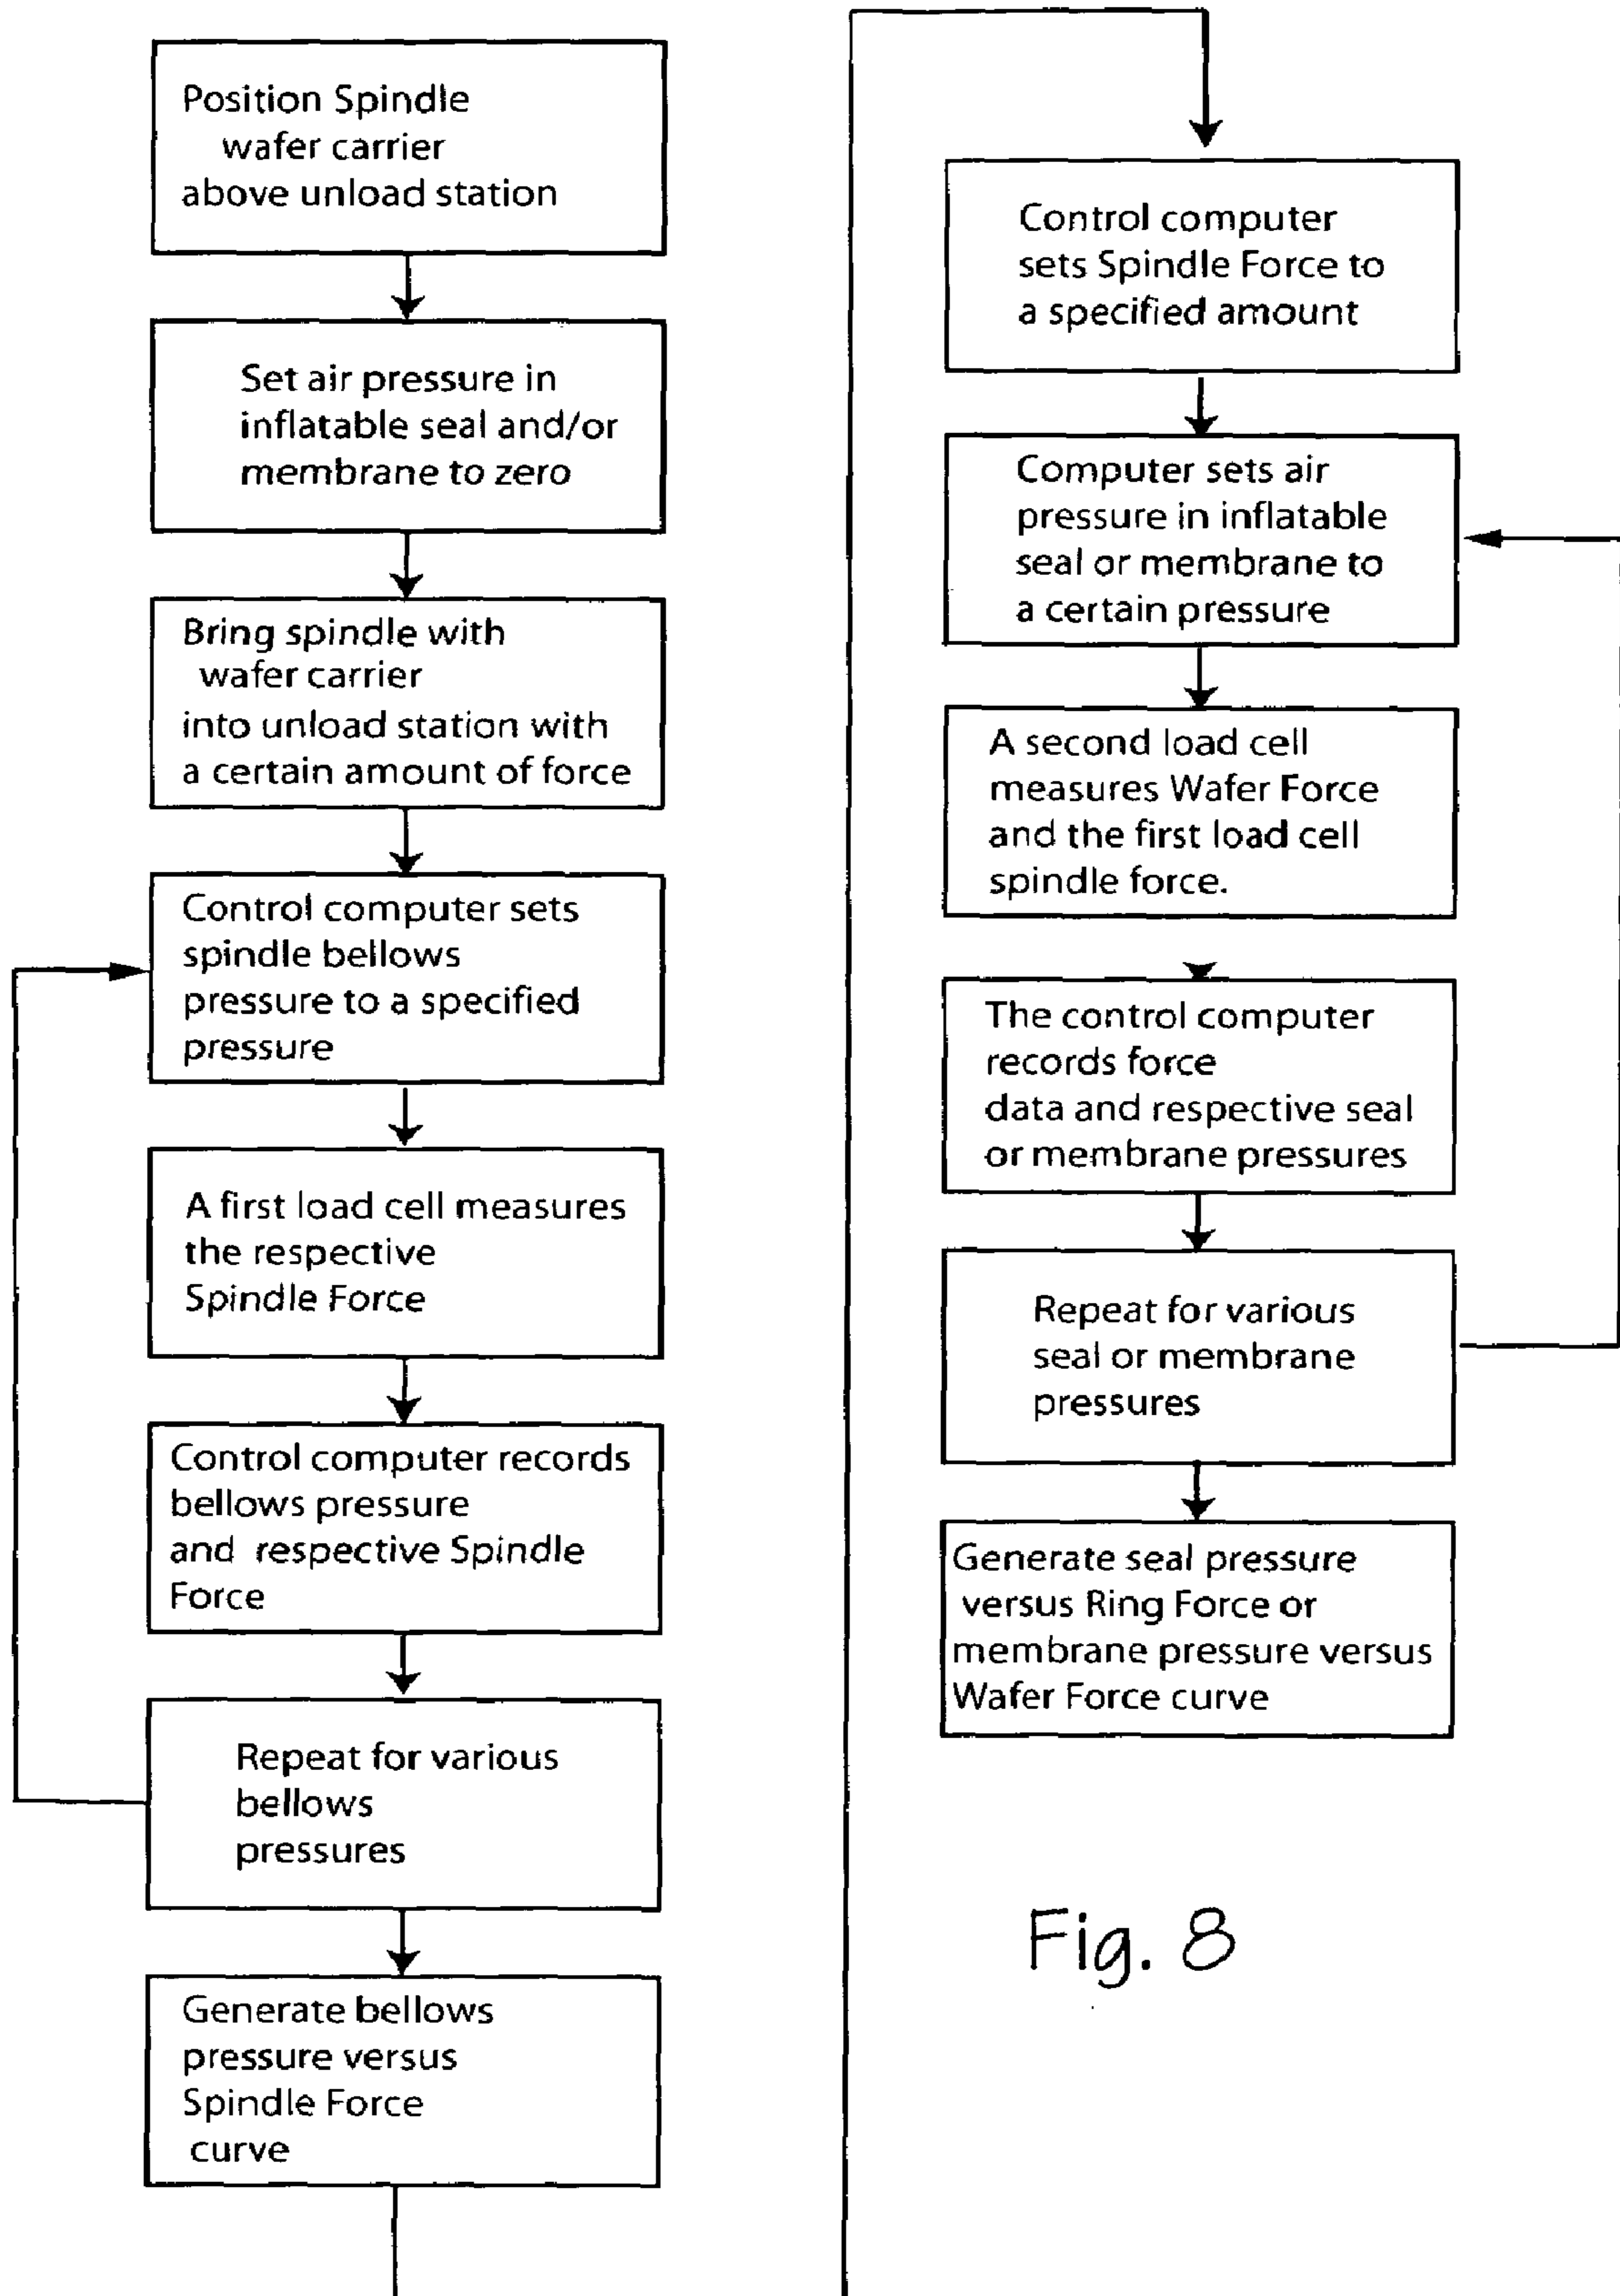 Position Spindle
wafer carrier
above unload station
Set air pressure in
inflatable seal and/or
membrane to zero
Bring spindle with
wafer carrier
into unload station with
a certain amount of force
Control computer sets
spindle bellows
pressure to a specified
pressure
A first load cell measures
the respective
Spindle Force
Control computer records
bellows pressure
and respective Spindle
Force
Repeat for various
bellows
pressures
Generate bellows
pressure versus
Spindle Force
curve
Control computer
sets Spindle Force to
a specified amount
Computer sets air
pressure in inflatable
seal or membrane to
a certain pressure
A second load cell
measures Wafer Force
and the first load cell
spindle force.
The control computer
records force
data and respective seal
or membrane pressures
Repeat for various
seal or membrane
pressures
Generate seal pressure
versus Ring Force or
membrane pressure versus
Wafer Force curve
Fig. 8